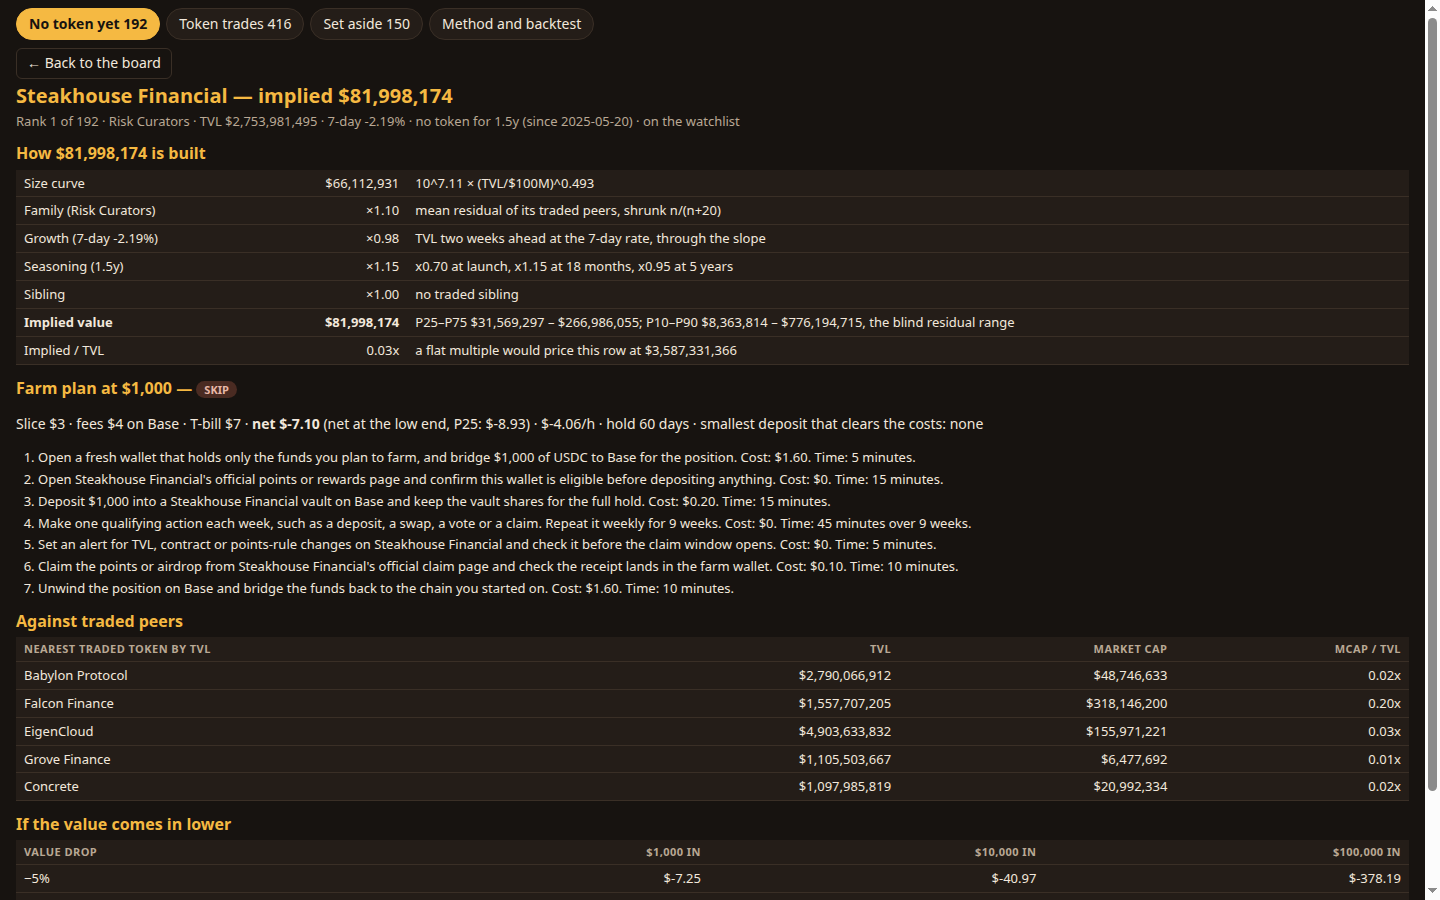 No token yet 192 Token trades 416 Set aside 150 Method and backtest
← Back to the board
Steakhouse Financial — implied $81,998,174
Rank 1 of 192 · Risk Curators · TVL $2,753,981,495 · 7-day -2.19% · no token for 1.5y (since 2025-05-20) · on the watchlist
How $81,998,174 is built
Size curve $66,112,931 10^7.11 × (TVL/$100M)^0.493
Family (Risk Curators) ×1.10 mean residual of its traded peers, shrunk n/(n+20)
Growth (7-day -2.19%) ×0.98 TVL two weeks ahead at the 7-day rate, through the slope
Seasoning (1.5y) ×1.15 x0.70 at launch, x1.15 at 18 months, x0.95 at 5 years
Sibling ×1.00 no traded sibling
Implied value $81,998,174 P25–P75 $31,569,297 – $266,986,055; P10–P90 $8,363,814 – $776,194,715, the blind residual range
Implied / TVL 0.03x a flat multiple would price this row at $3,587,331,366
Farm plan at $1,000 — SKIP
Slice $3 · fees $4 on Base · T-bill $7 · net $-7.10 (net at the low end, P25: $-8.93) · $-4.06/h · hold 60 days · smallest deposit that clears the costs: none
1. Open a fresh wallet that holds only the funds you plan to farm, and bridge $1,000 of USDC to Base for the position. Cost: $1.60. Time: 5 minutes.
2. Open Steakhouse Financial's official points or rewards page and confirm this wallet is eligible before depositing anything. Cost: $0. Time: 15 minutes.
3. Deposit $1,000 into a Steakhouse Financial vault on Base and keep the vault shares for the full hold. Cost: $0.20. Time: 15 minutes.
4. Make one qualifying action each week, such as a deposit, a swap, a vote or a claim. Repeat it weekly for 9 weeks. Cost: $0. Time: 45 minutes over 9 weeks.
5. Set an alert for TVL, contract or points-rule changes on Steakhouse Financial and check it before the claim window opens. Cost: $0. Time: 5 minutes.
6. Claim the points or airdrop from Steakhouse Financial's official claim page and check the receipt lands in the farm wallet. Cost: $0.10. Time: 10 minutes.
7. Unwind the position on Base and bridge the funds back to the chain you started on. Cost: $1.60. Time: 10 minutes.
Against traded peers
NEAREST TRADED TOKEN BY TVL TVL MARKET CAP MCAP / TVL
Babylon Protocol $2,790,066,912 $48,746,633 0.02x
Falcon Finance $1,557,707,205 $318,146,200 0.20x
EigenCloud $4,903,633,832 $155,971,221 0.03x
Grove Finance $1,105,503,667 $6,477,692 0.01x
Concrete $1,097,985,819 $20,992,334 0.02x
If the value comes in lower
VALUE DROP $1,000 IN $10,000 IN $100,000 IN
−5% $-7.25 $-40.97 $-378.19